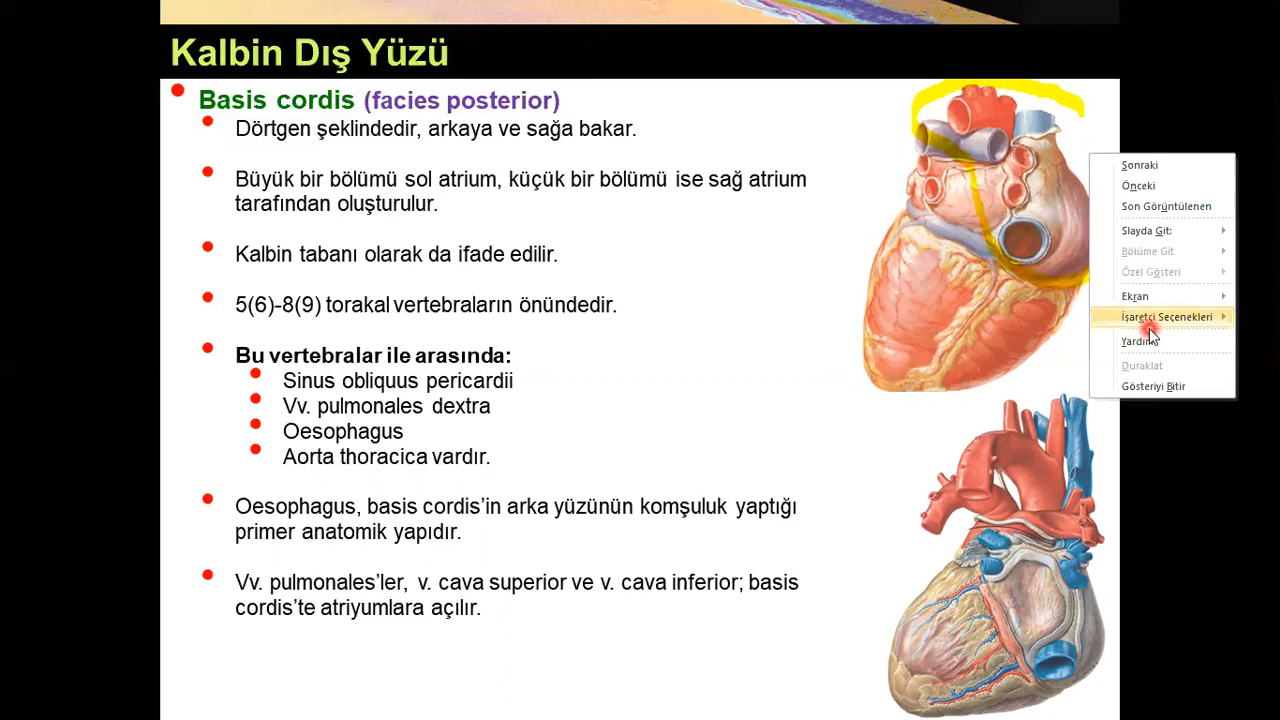 Kalbin Dış Yüzü
Basis cordis (facies posterior)
Dörtgen şeklindedir, arkaya ve sağa bakar.
Büyük bir bölümü sol atrium, küçük bir bölümü ise sağ atrium
tarafından oluşturulur.
Kalbin tabanı olarak da ifade edilir.
5(6)-8(9) torakal vertebraların önündedir.
Bu vertebralar ile arasında:
Sinus obliquus pericardii
Vv. pulmonales dextra
Oesophagus
Aorta thoracica vardır.
Oesophagus, basis cordis’in arka yüzünün komşuluk yaptığı
primer anatomik yapıdır.
Vv. pulmonales’ler, v. cava superior ve v. cava inferior; basis
cordis’te atriyumlara açılır.
Sonraki
Önceki
Son Görüntülenen
Slayda Git:
Bölüme Git
Özel Gösteri
Ekran
İşaretçi Seçenekleri
Yardım
Duraklat
Gösteriyi Bitir